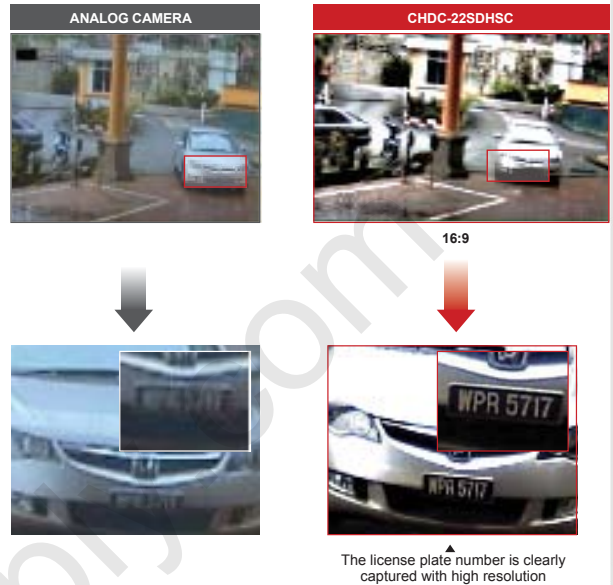 ANALOG CAMERA
CHDC-22SDHSC
16:9
WPR 5717
WPR 5717
The license plate number is clearly
captured with high resolution